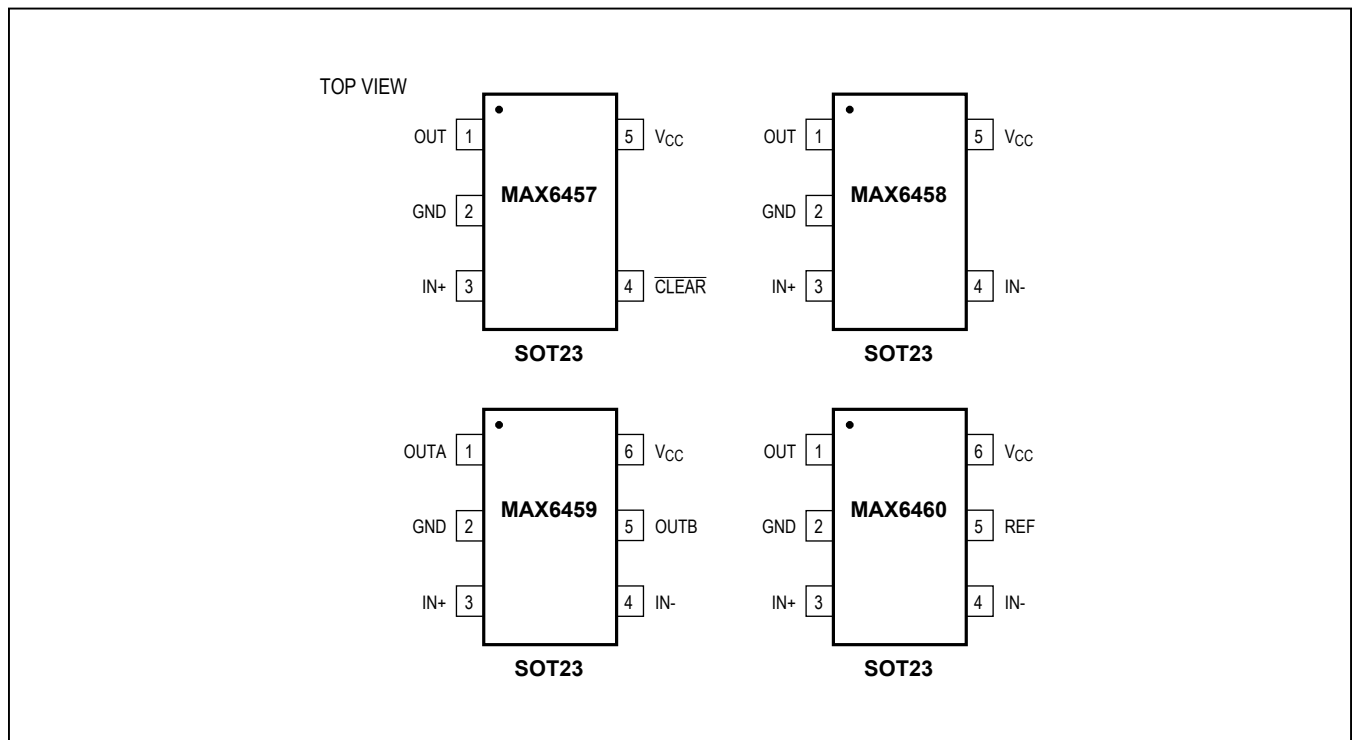 TOP VIEW
OUT 1
5 VCC
GND 2
MAX6457
IN+ 3
4 CLEAR
SOT23
OUT 1
5 VCC
GND 2
MAX6458
IN+ 3
4 IN-
SOT23
OUTA 1
6 VCC
GND 2
MAX6459
5 OUTB
IN+ 3
4 IN-
SOT23
OUT 1
6 VCC
GND 2
MAX6460
5 REF
IN+ 3
4 IN-
SOT23